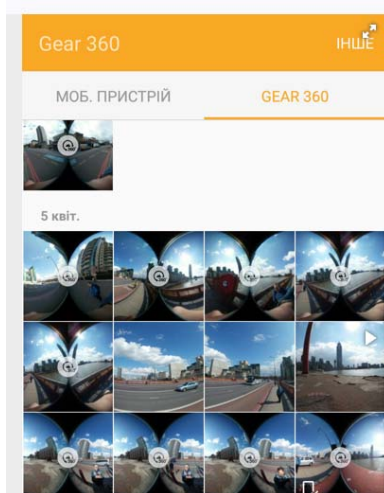 Gear 360
ІНШЕ
МОБ. ПРИСТРІЙ
GEAR 360
5 квіт.